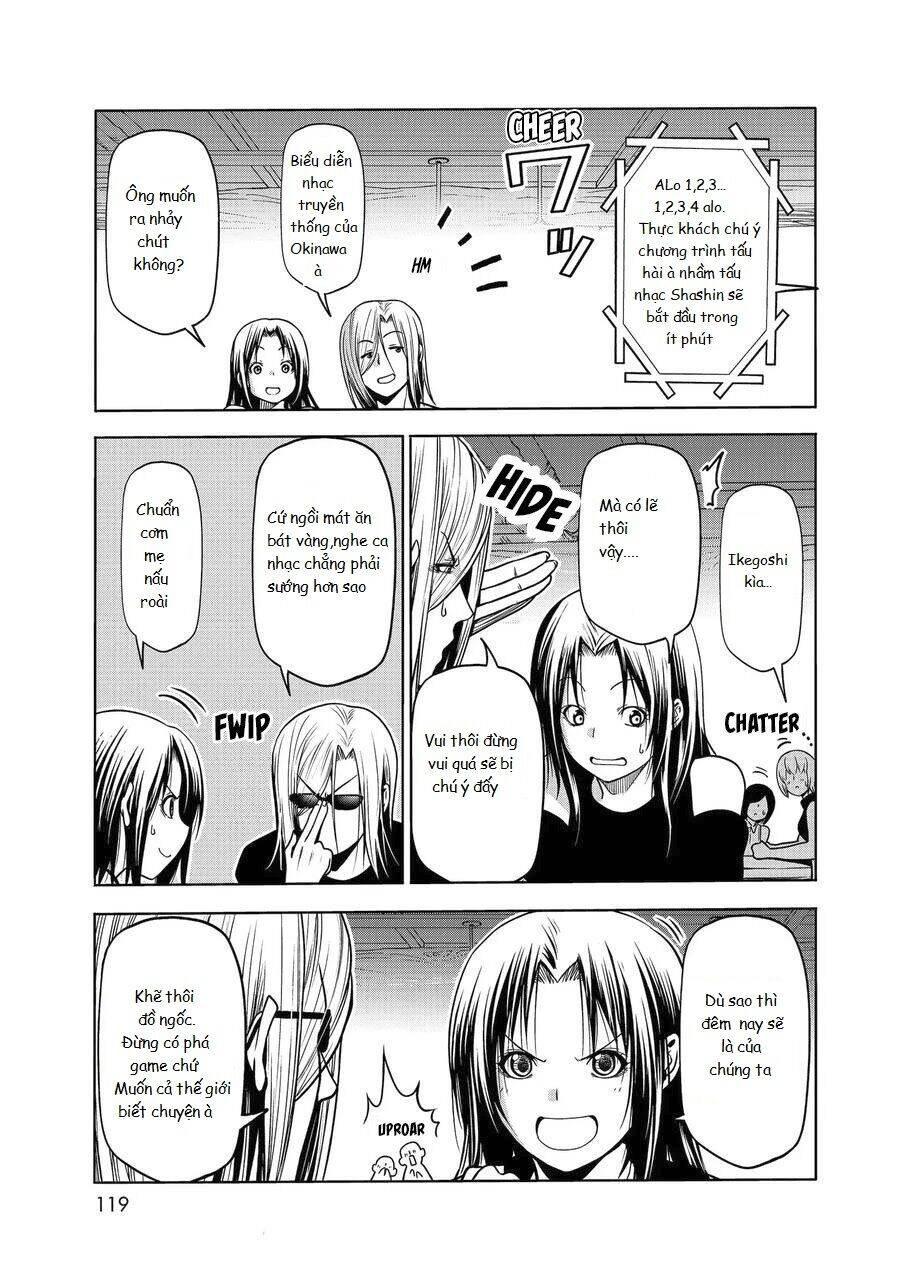 CHEER
ワ
ッ
ALo 1,2,3...
1,2,3,4 alo.
Thực khách chú ý
chương trình tấu
hài à nhầm tấu
nhạc Shashin sẽ
bắt đầu trong
ít phút
Biểu diễn
nhạc
truyền
thống của
Okinawa
à
HM
Ông muốn
ra nhảy
chút
không?
Ikegoshi
kìa..
CHATTER...
Mà có lẽ
thôi
vậy....
HIDE
Vui thôi đừng
vui quá sẽ bị
chú ý đấy
Cứ ngồi mát ăn
bát vàng,nghe ca
nhạc chẳng phải
sướng hơn sao
FWIP
Chuẩn
cơm
mẹ
nấu
roài
Dù sao thì
đêm nay sẽ
là của
chúng ta
UPROAR
Khẽ thôi
đồ ngốc.
Đừng có phá
game chứ
Muốn cả thế giới
biết chuyện à
119